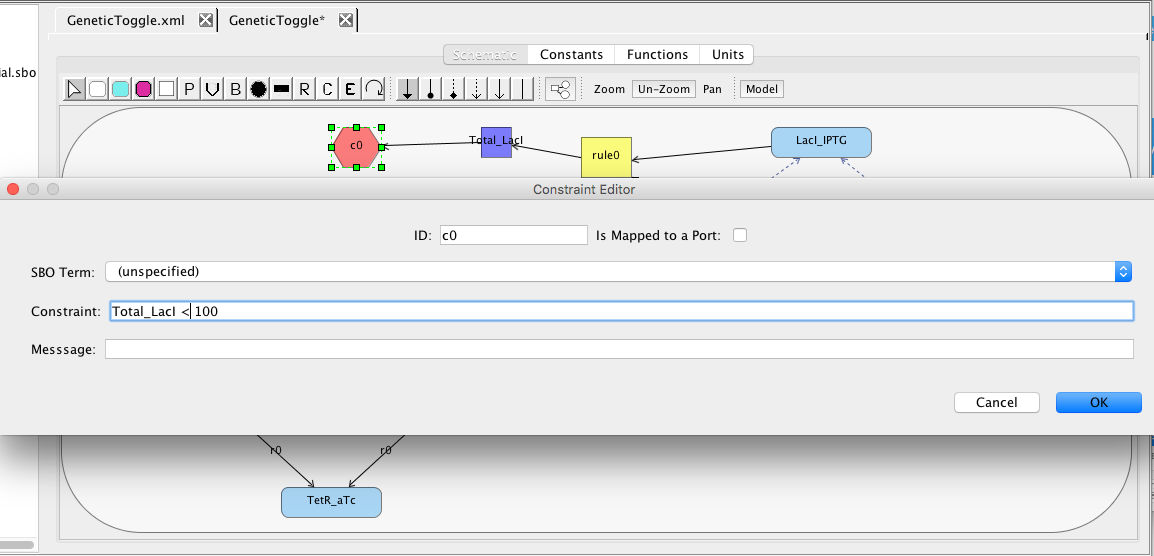 GeneticToggle.xml GeneticToggle*
ial.sbo
Schematic Constants Functions Units
P V B R C E Zoom Un-Zoom Pan Model
c0 Total_LacI rule0 LacI_IPTG
Constraint Editor
ID: c0 Is Mapped to a Port:
SBO Term: (unspecified)
Constraint: Total_LacI < 100
Messsage:
Cancel OK
r0 r0
TetR_aTc